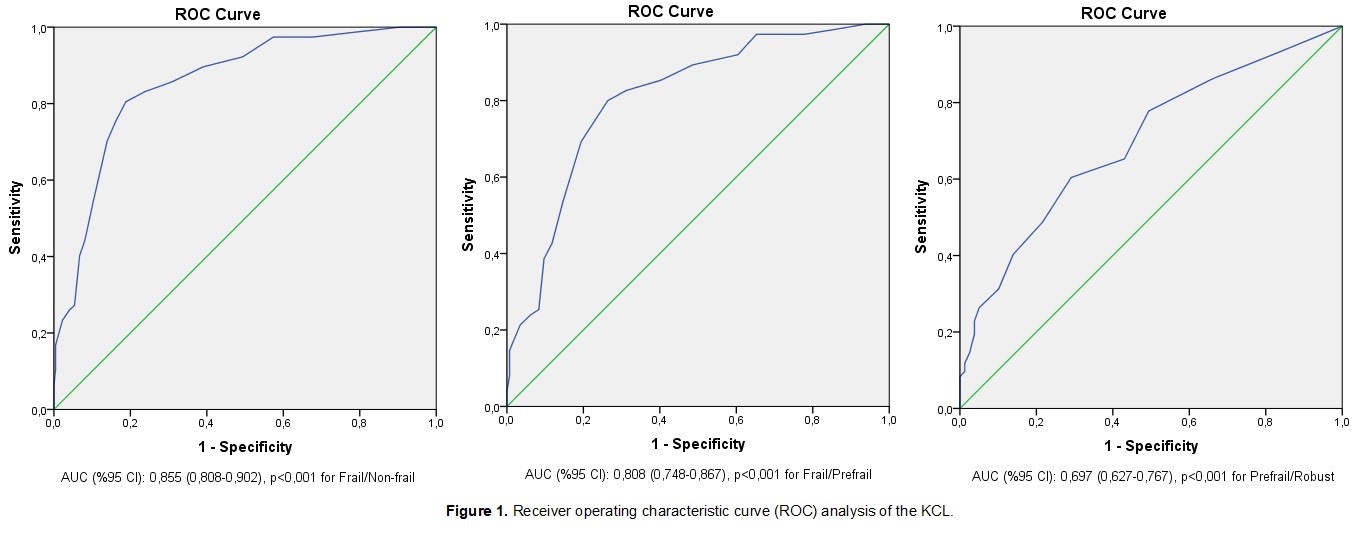 ROC Curve
1,0
0,8
0,6
0,4
0,2
0,0
Sensitivity
0,0 0,2 0,4 0,6 0,8 1,0
1 - Specificity
AUC (%95 CI): 0,855 (0,808-0,902), p<0,001 for Frail/Non-frail
ROC Curve
1,0
0,8
0,6
0,4
0,2
0,0
Sensitivity
0,0 0,2 0,4 0,6 0,8 1,0
1 - Specificity
AUC (%95 CI): 0,808 (0,748-0,867), p<0,001 for Frail/Prefrail
ROC Curve
1,0
0,8
0,6
0,4
0,2
0,0
Sensitivity
0,0 0,2 0,4 0,6 0,8 1,0
1 - Specificity
AUC (%95 CI): 0,697 (0,627-0,767), p<0,001 for Prefrail/Robust
Figure 1. Receiver operating characteristic curve (ROC) analysis of the KCL.